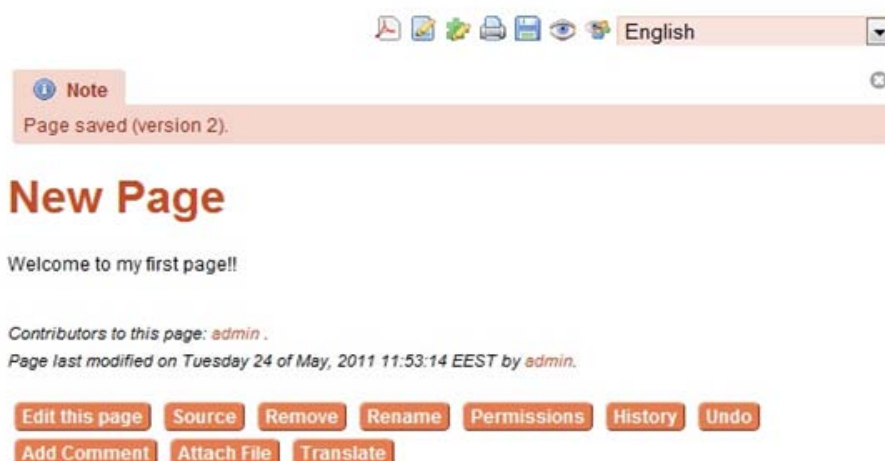 English
Note
Page saved (version 2).
New Page
Welcome to my first page!!
Contributors to this page: admin .
Page last modified on Tuesday 24 of May, 2011 11:53:14 EEST by admin.
Edit this page Source Remove Rename Permissions History Undo
Add Comment Attach File Translate